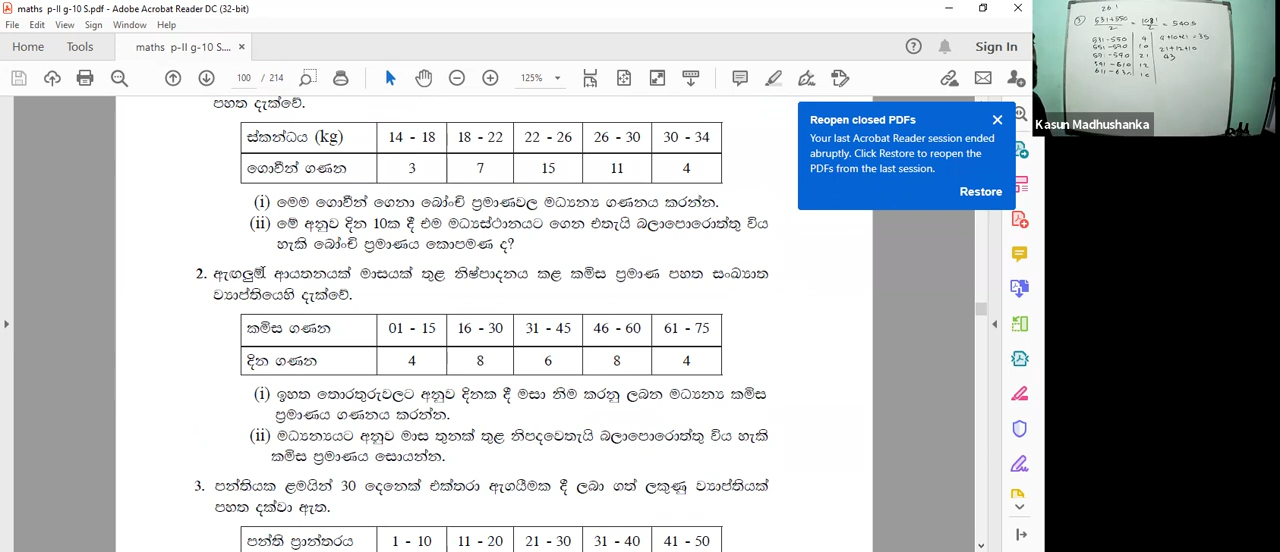 maths p-II g-10 S.pdf - Adobe Acrobat Reader DC (32-bit)
File Edit View Sign Window Help
Home Tools maths p-II g-10 S.... × Sign In
100 / 214 125%
පහත දැක්වේ.
ස්කන්ධය (kg) 14 - 18 18 - 22 22 - 26 26 - 30 30 - 34
ගෝනි ගණන 3 7 15 11 4
(i) මෙම ගෝනි ගෙනා බෝංචි ප්‍රමාණවල මධ්‍යන්‍ය ගණනය කරන්න.
(ii) මේ අනුව දින 10ක දී එම මධ්‍යස්ථානයට ගෙන එතැයි බලාපොරොත්තු විය
හැකි බෝංචි ප්‍රමාණය කොපමණ ද?
2. ඇඟලුම් ආයතනයක් මාසයක් තුළ නිෂ්පාදනය කළ කමිස ප්‍රමාණ පහත සංඛ්‍යාත
ව්‍යාප්තියෙහි දැක්වේ.
කමිස ගණන 01 - 15 16 - 30 31 - 45 46 - 60 61 - 75
දින ගණන 4 8 6 8 4
(i) ඉහත තොරතුරුවලට අනුව දිනක දී මසා නිම කරනු ලබන මධ්‍යන්‍ය කමිස
ප්‍රමාණය ගණනය කරන්න.
(ii) මධ්‍යන්‍යයට අනුව මාස තුනක් තුළ නිපදවෙතැයි බලාපොරොත්තු විය හැකි
කමිස ප්‍රමාණය සොයන්න.
3. පන්තියක ළමයින් 30 දෙනෙක් එක්තරා ඇගයීමක දී ලබා ගත් ලකුණු ව්‍යාප්තියක්
පහත දක්වා ඇත.
පන්ති ප්‍රාන්තරය 1 - 10 11 - 20 21 - 30 31 - 40 41 - 50
Reopen closed PDFs
Your last Acrobat Reader session ended
abruptly. Click Restore to reopen the
PDFs from the last session.
Restore
Kasun Madhushanka